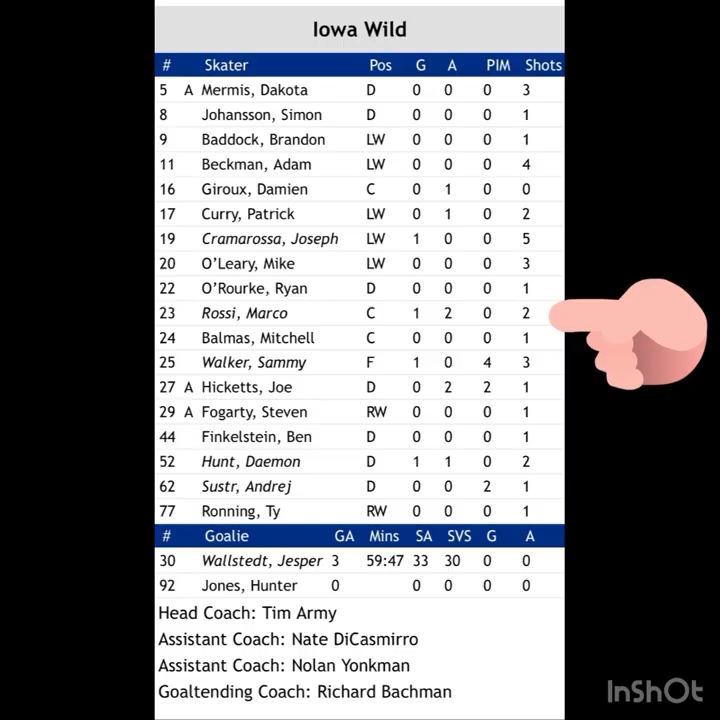 Iowa Wild
# Skater Pos G A PIM Shots
5 A Mermis, Dakota D 0 0 0 3
8 Johansson, Simon D 0 0 0 1
9 Baddock, Brandon LW 0 0 0 1
11 Beckman, Adam LW 0 0 0 4
16 Giroux, Damien C 0 1 0 0
17 Curry, Patrick LW 0 1 0 2
19 Cramarossa, Joseph LW 1 0 0 5
20 O’Leary, Mike LW 0 0 0 3
22 O’Rourke, Ryan D 0 0 0 1
23 Rossi, Marco C 1 2 0 2
24 Balmas, Mitchell C 0 0 0 1
25 Walker, Sammy F 1 0 4 3
27 A Hicketts, Joe D 0 2 2 1
29 A Fogarty, Steven RW 0 0 0 1
44 Finkelstein, Ben D 0 0 0 1
52 Hunt, Daemon D 1 1 0 2
62 Sustr, Andrej D 0 0 2 1
77 Ronning, Ty RW 0 0 0 1
# Goalie GA Mins SA SVS G A
30 Wallstedt, Jesper 3 59:47 33 30 0 0
92 Jones, Hunter 0 0 0 0 0
Head Coach: Tim Army
Assistant Coach: Nate DiCasmirro
Assistant Coach: Nolan Yonkman
Goaltending Coach: Richard Bachman
InShOt